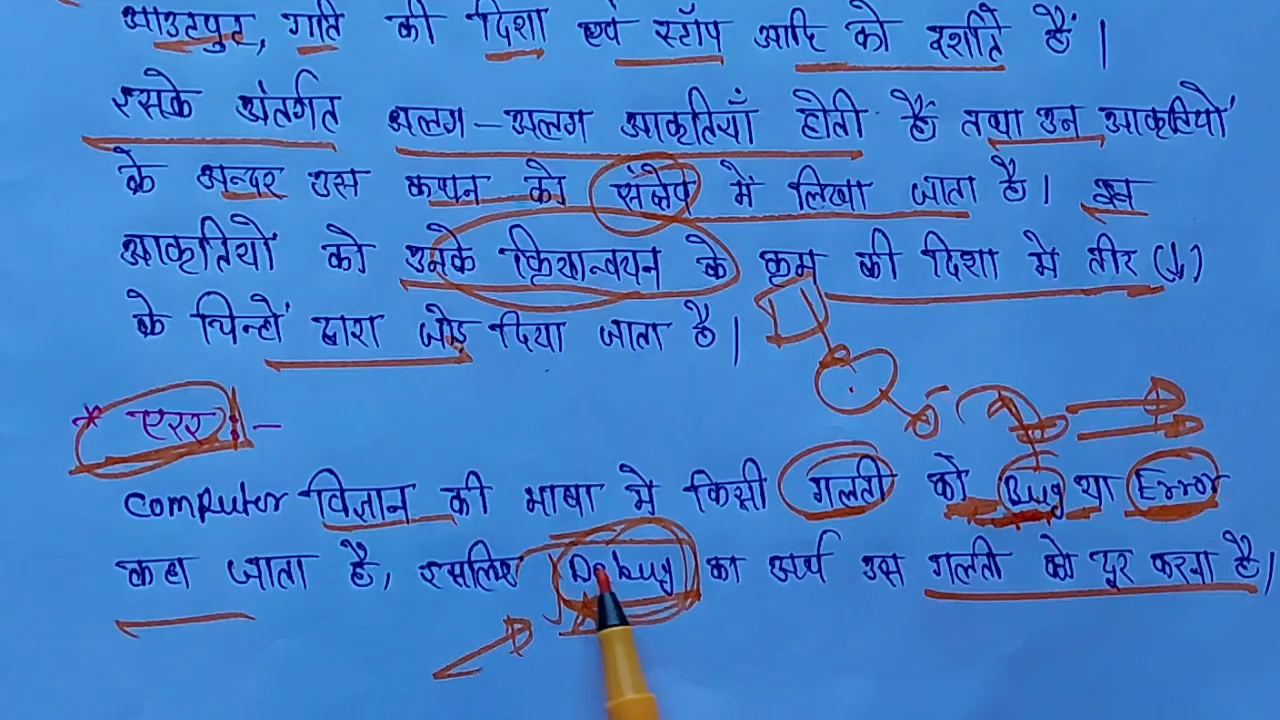 आउटपुट, गति की दिशा एवं स्टॉप आदि को दर्शाते हैं।
इसके अंतर्गत अलग-अलग आकृतियाँ होती हैं तथा उन आकृतियों
के अन्दर उस कथन को संक्षेप में लिखा जाता है। इन
आकृतियों को उनके क्रियान्वयन के क्रम की दिशा में तीर (↓)
के चिन्हों द्वारा जोड़ दिया जाता है।
* एरर :-
Computer विज्ञान की भाषा मे किसी गलती को Bug या Error
कहा जाता है, इसलिए Debug का अर्थ उस गलती को दूर करना है।